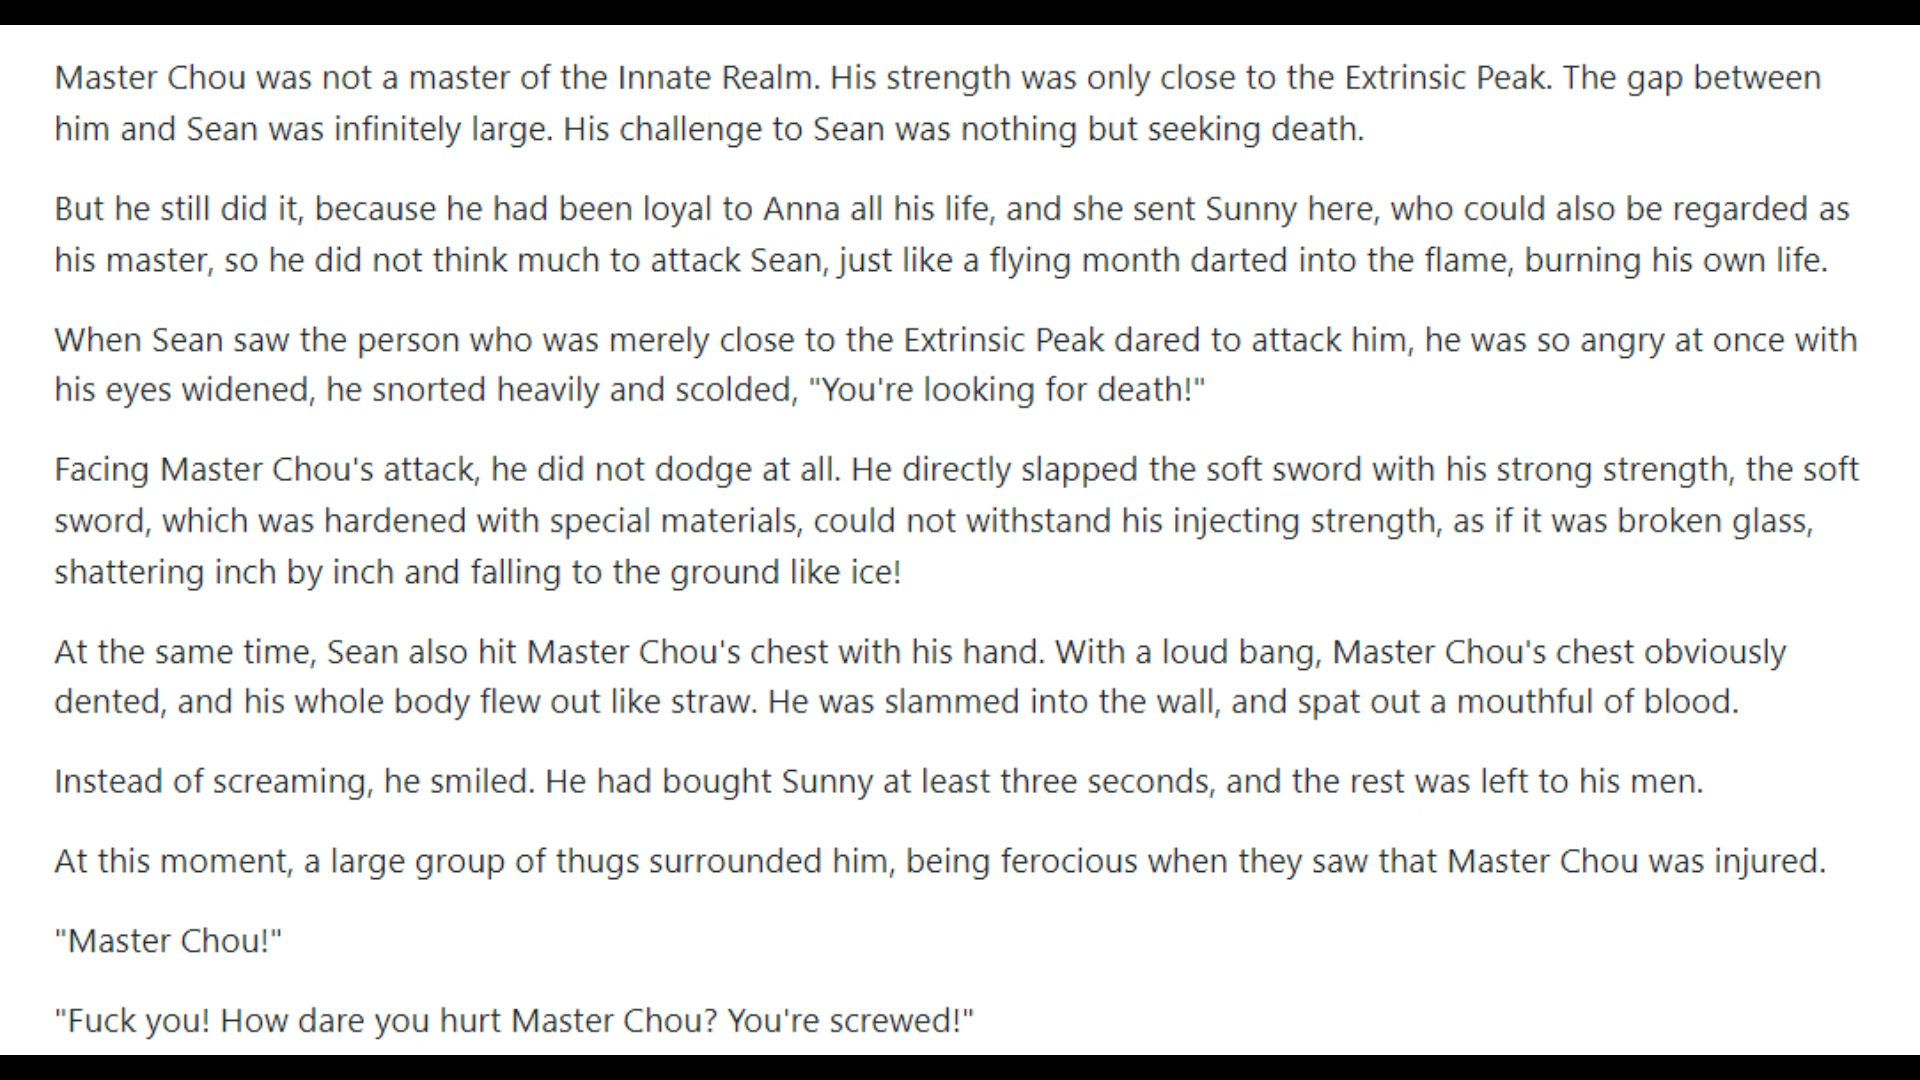 Master Chou was not a master of the Innate Realm. His strength was only close to the Extrinsic Peak. The gap between
him and Sean was infinitely large. His challenge to Sean was nothing but seeking death.
But he still did it, because he had been loyal to Anna all his life, and she sent Sunny here, who could also be regarded as
his master, so he did not think much to attack Sean, just like a flying month darted into the flame, burning his own life.
When Sean saw the person who was merely close to the Extrinsic Peak dared to attack him, he was so angry at once with
his eyes widened, he snorted heavily and scolded, "You're looking for death!"
Facing Master Chou's attack, he did not dodge at all. He directly slapped the soft sword with his strong strength, the soft
sword, which was hardened with special materials, could not withstand his injecting strength, as if it was broken glass,
shattering inch by inch and falling to the ground like ice!
At the same time, Sean also hit Master Chou's chest with his hand. With a loud bang, Master Chou's chest obviously
dented, and his whole body flew out like straw. He was slammed into the wall, and spat out a mouthful of blood.
Instead of screaming, he smiled. He had bought Sunny at least three seconds, and the rest was left to his men.
At this moment, a large group of thugs surrounded him, being ferocious when they saw that Master Chou was injured.
"Master Chou!"
"Fuck you! How dare you hurt Master Chou? You're screwed!"